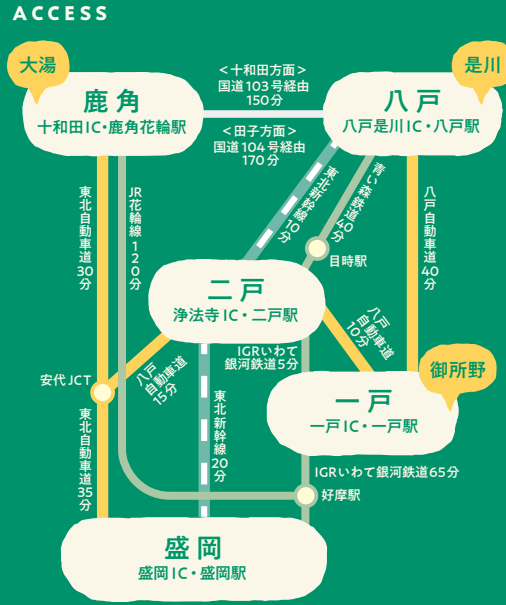 ACCESS
大湯
鹿角
十和田IC・鹿角花輪駅
<十和田方面>
国道103号経由
150分
<田子方面>
国道104号経由
170分
是川
八戸
八戸是川IC・八戸駅
東北自動車道30分
JR花輪線120分
東北新幹線10分
青い森鉄道40分
目時駅
八戸自動車道40分
二戸
浄法寺IC・二戸駅
八戸
自動車道
10分
IGRいわて
銀河鉄道5分
御所野
一戸
一戸IC・一戸駅
安代JCT
八戸
自動車道
15分
東北自動車道35分
東北新幹線20分
IGRいわて銀河鉄道65分
好摩駅
盛岡
盛岡IC・盛岡駅